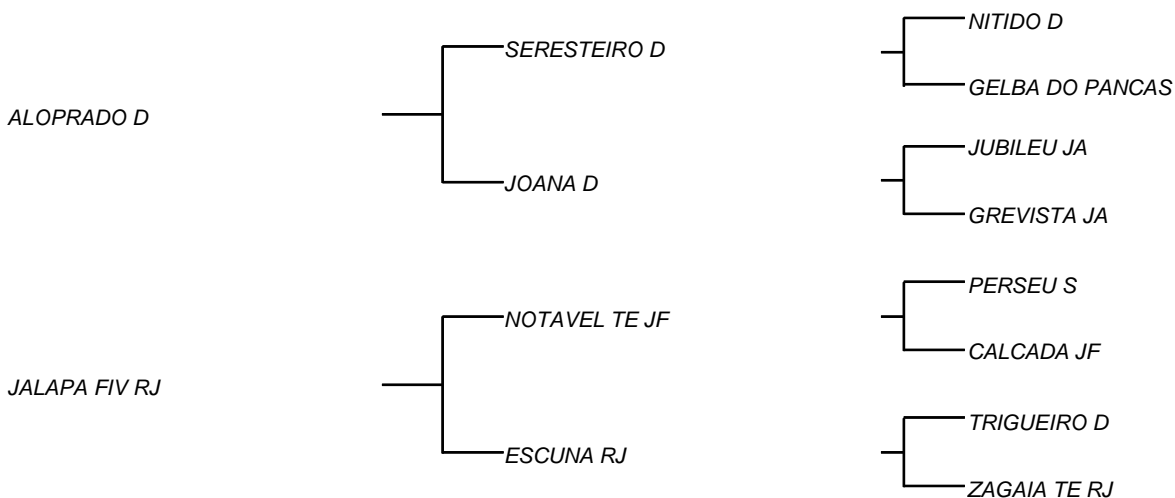 NITIDO D
SERESTEIRO D
GELBA DO PANCAS
ALOPRADO D
JUBILEU JA
JOANA D
GREVISTA JA
PERSEU S
NOTAVEL TE JF
CALCADA JF
JALAPA FIV RJ
TRIGUEIRO D
ESCUNA RJ
ZAGAIA TE RJ